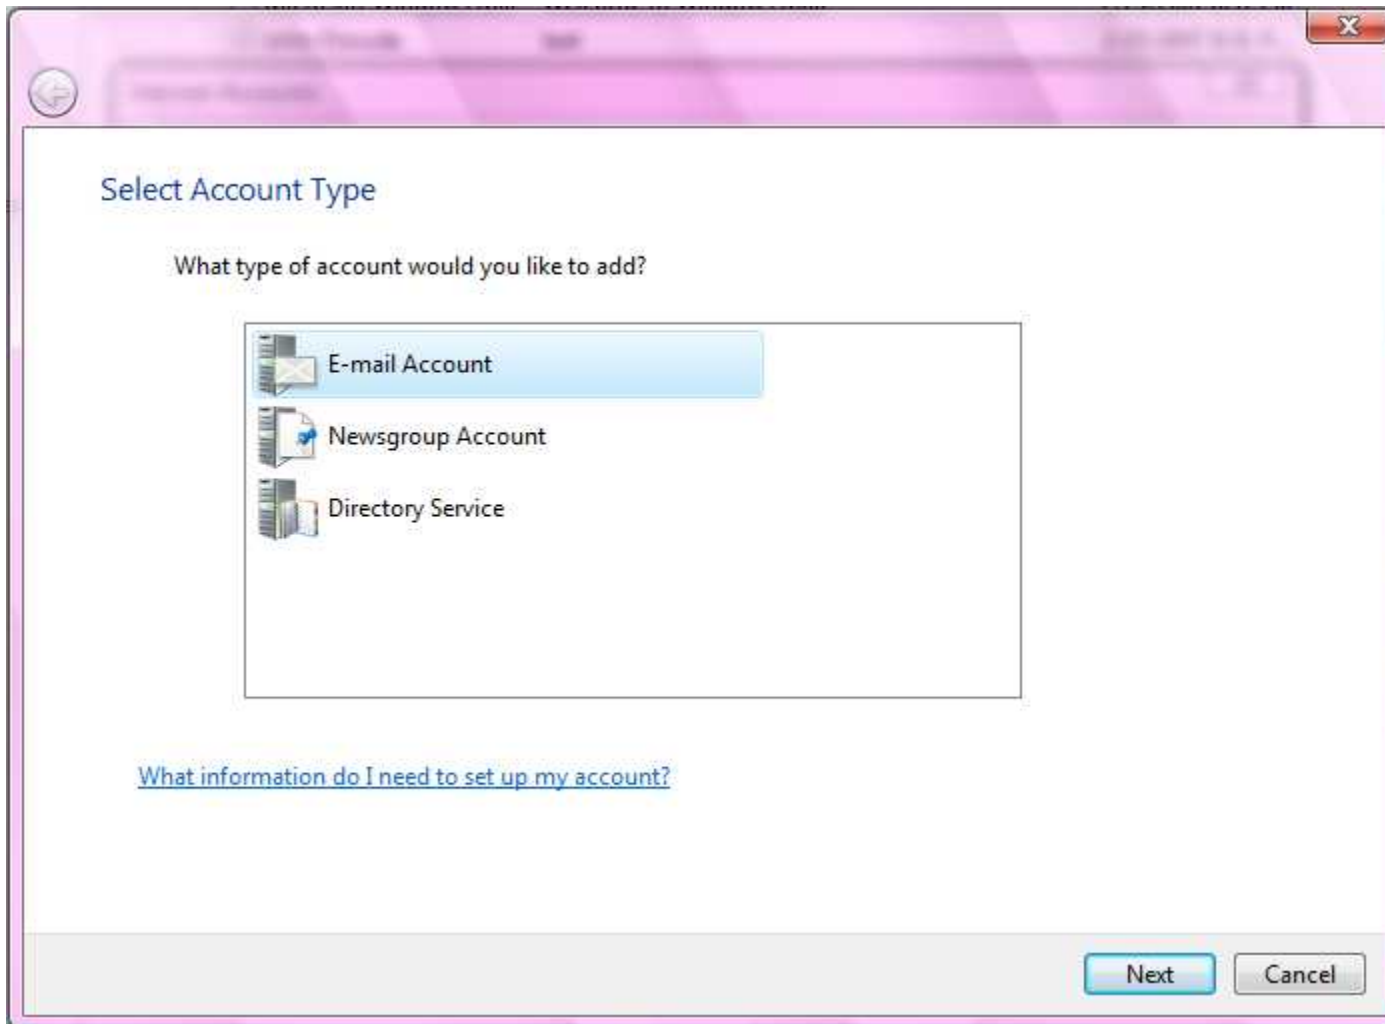 Select Account Type
What type of account would you like to add?
E-mail Account
Newsgroup Account
Directory Service
What information do I need to set up my account?
Next
Cancel